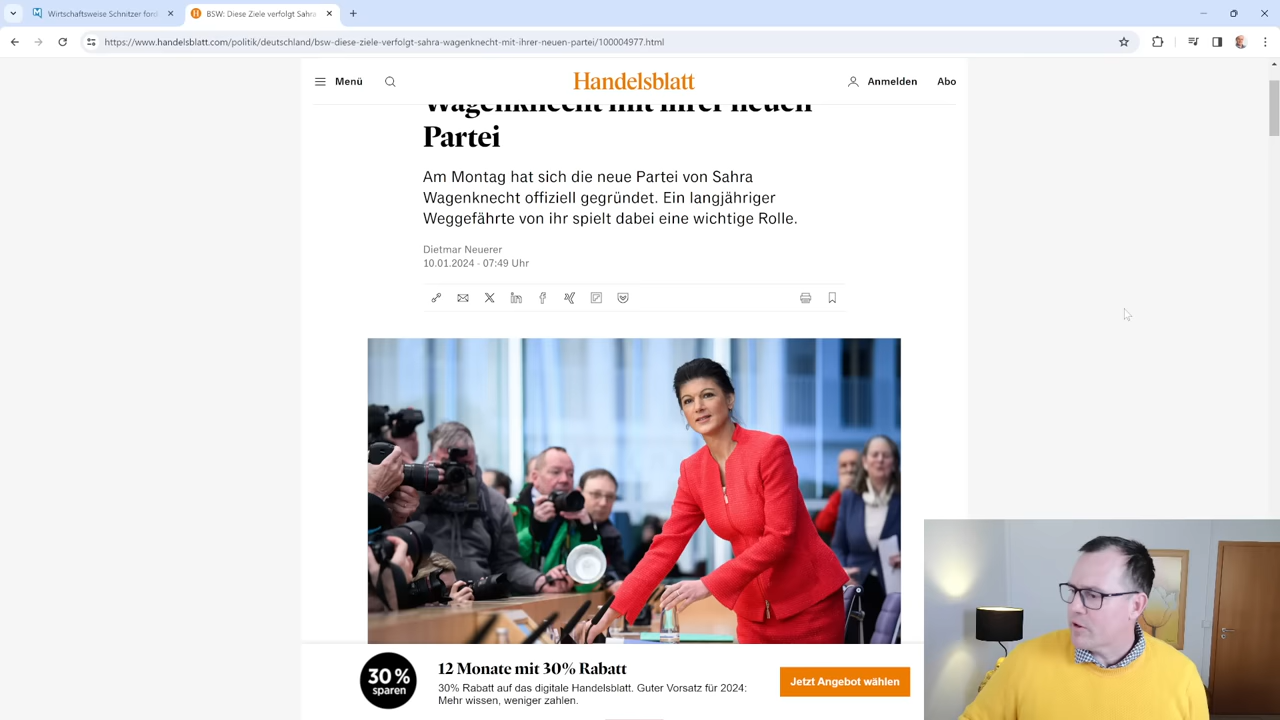 Wirtschaftsweise Schnitzer ford
BSW: Diese Ziele verfolgt Sahra
https://www.handelsblatt.com/politik/deutschland/bsw-diese-ziele-verfolgt-sahra-wagenknecht-mit-ihrer-neuen-partei/100004977.html
Menü
Handelsblatt
Anmelden
Abo
Wagenknecht mit ihrer neuen
Partei
Am Montag hat sich die neue Partei von Sahra
Wagenknecht offiziell gegründet. Ein langjähriger
Weggefährte von ihr spielt dabei eine wichtige Rolle.
Dietmar Neuerer
10.01.2024 - 07:49 Uhr
30 %
sparen
12 Monate mit 30% Rabatt
30% Rabatt auf das digitale Handelsblatt. Guter Vorsatz für 2024:
Mehr wissen, weniger zahlen.
Jetzt Angebot wählen